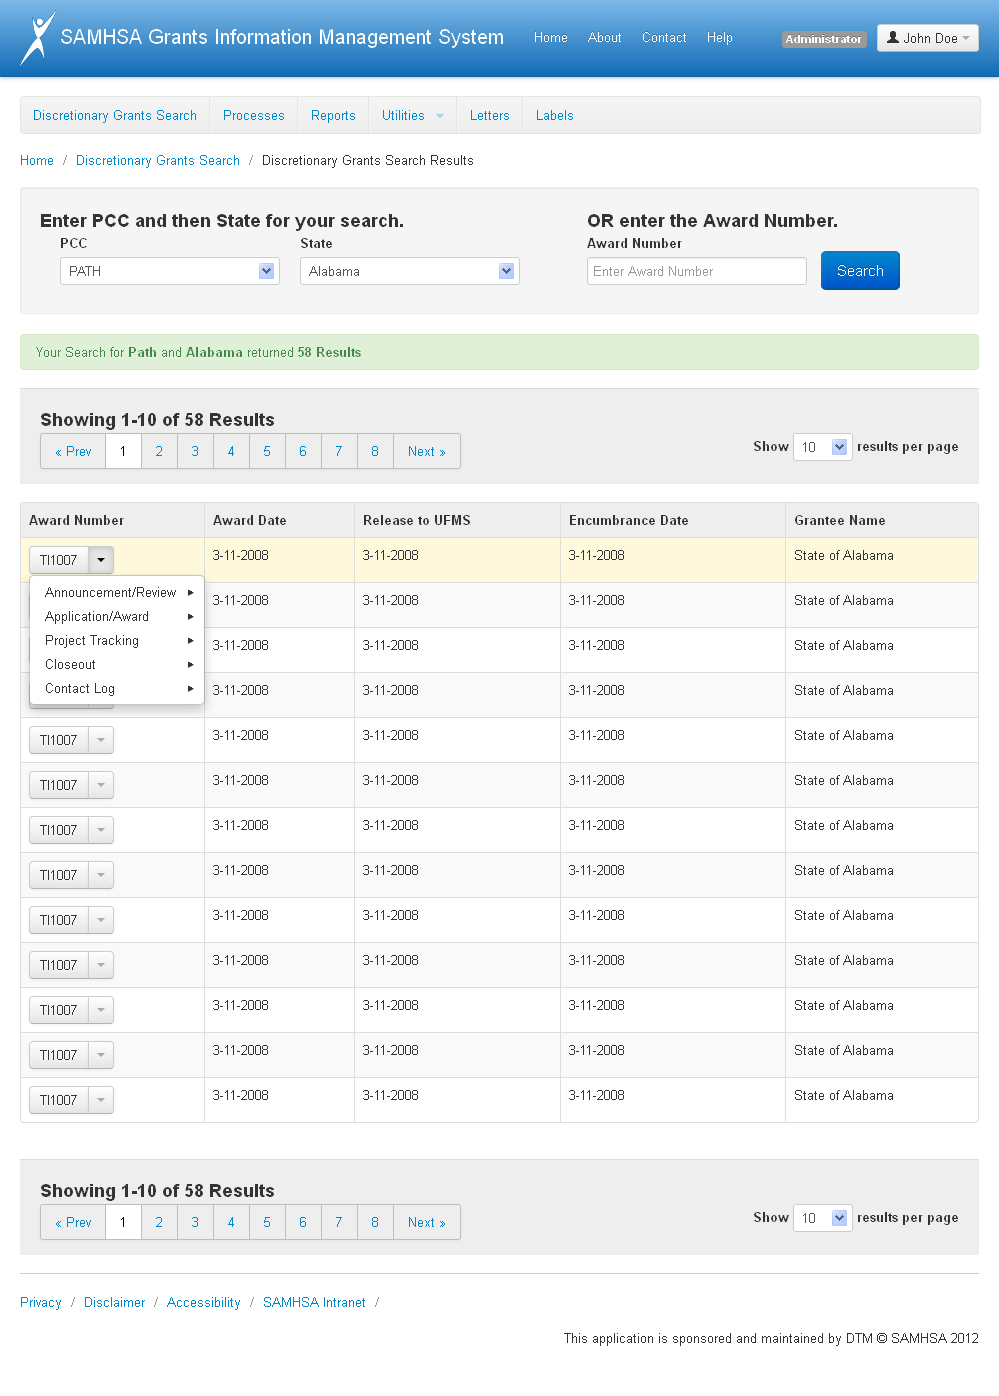 SAMHSA Grants Information Management System Home About Contact Help Administrator John Doe
Discretionary Grants Search Processes Reports Utilities Letters Labels
Home / Discretionary Grants Search / Discretionary Grants Search Results
Enter PCC and then State for your search. OR enter the Award Number.
PCC State Award Number
PATH Alabama Enter Award Number Search
Your Search for Path and Alabama returned 58 Results
Showing 1-10 of 58 Results
« Prev 1 2 3 4 5 6 7 8 Next » Show 10 results per page
Award Number Award Date Release to UFMS Encumbrance Date Grantee Name
TI1007 3-11-2008 3-11-2008 3-11-2008 State of Alabama
Announcement/Review
3-11-2008 3-11-2008 3-11-2008 State of Alabama
Application/Award
Project Tracking
3-11-2008 3-11-2008 3-11-2008 State of Alabama
Closeout
Contact Log
3-11-2008 3-11-2008 3-11-2008 State of Alabama
TI1007 3-11-2008 3-11-2008 3-11-2008 State of Alabama
TI1007 3-11-2008 3-11-2008 3-11-2008 State of Alabama
TI1007 3-11-2008 3-11-2008 3-11-2008 State of Alabama
TI1007 3-11-2008 3-11-2008 3-11-2008 State of Alabama
TI1007 3-11-2008 3-11-2008 3-11-2008 State of Alabama
TI1007 3-11-2008 3-11-2008 3-11-2008 State of Alabama
TI1007 3-11-2008 3-11-2008 3-11-2008 State of Alabama
TI1007 3-11-2008 3-11-2008 3-11-2008 State of Alabama
TI1007 3-11-2008 3-11-2008 3-11-2008 State of Alabama
Showing 1-10 of 58 Results
« Prev 1 2 3 4 5 6 7 8 Next » Show 10 results per page
Privacy / Disclaimer / Accessibility / SAMHSA Intranet /
This application is sponsored and maintained by DTM © SAMHSA 2012